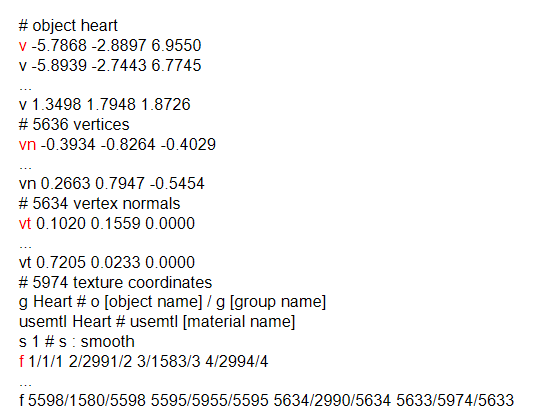 # object heart
v -5.7868 -2.8897 6.9550
v -5.8939 -2.7443 6.7745
...
v 1.3498 1.7948 1.8726
# 5636 vertices
vn -0.3934 -0.8264 -0.4029
...
vn 0.2663 0.7947 -0.5454
# 5634 vertex normals
vt 0.1020 0.1559 0.0000
...
vt 0.7205 0.0233 0.0000
# 5974 texture coordinates
g Heart # o [object name] / g [group name]
usemtl Heart # usemtl [material name]
s 1 # s : smooth
f 1/1/1 2/2991/2 3/1583/3 4/2994/4
...
f 5598/1580/5598 5595/5955/5595 5634/2990/5634 5633/5974/5633